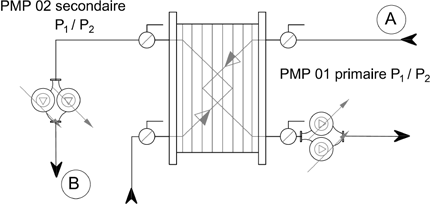 PMP 02 secondaire
P₁ / P₂
A
PMP 01 primaire P₁ / P₂
B